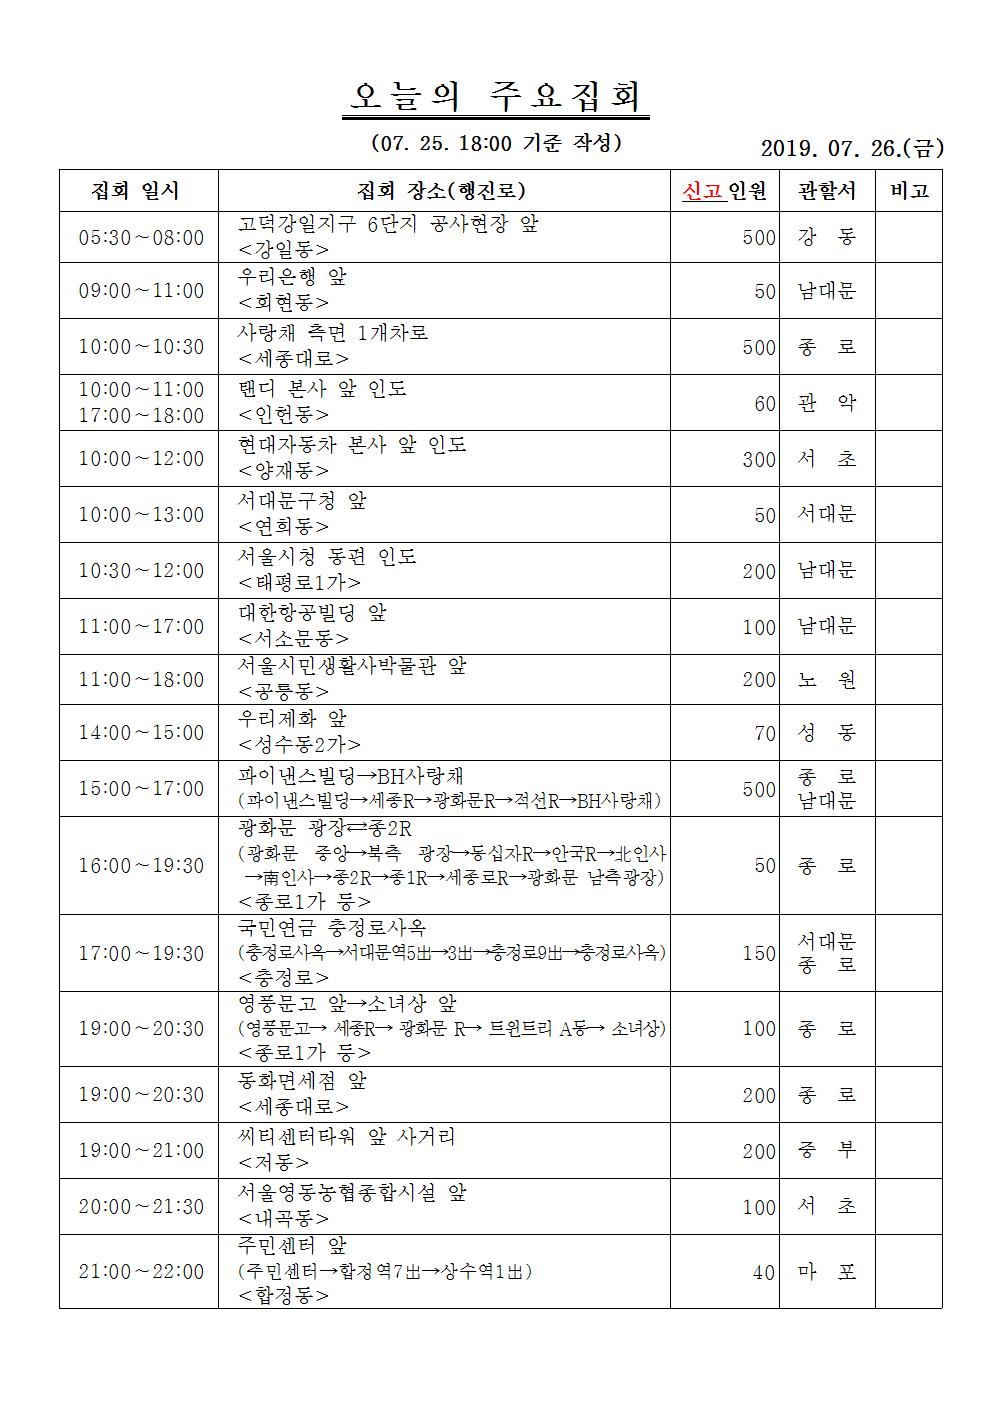 오늘의 주요집회
(07. 25. 18:00 기준 작성)
2019. 07. 26.(금)
집회 일시 집회 장소(행진로) 신고인원 관할서 비고
05:30~08:00 고덕강일지구 6단지 공사현장 앞 500 강 동
<강일동>
09:00~11:00 우리은행 앞 50 남대문
<회현동>
10:00~10:30 사랑채 측면 1개차로 500 종 로
<세종대로>
10:00~11:00 탠디 본사 앞 인도 60 관 악
17:00~18:00 <인헌동>
10:00~12:00 현대자동차 본사 앞 인도 300 서 초
<양재동>
10:00~13:00 서대문구청 앞 50 서대문
<연희동>
10:30~12:00 서울시청 동편 인도 200 남대문
<태평로1가>
11:00~17:00 대한항공빌딩 앞 100 남대문
<서소문동>
11:00~18:00 서울시민생활사박물관 앞 200 노 원
<공릉동>
14:00~15:00 우리제화 앞 70 성 동
<성수동2가>
15:00~17:00 파이낸스빌딩→BH사랑채 500 종 로
(파이낸스빌딩→세종R→광화문R→적선R→BH사랑채) 남대문
16:00~19:30 광화문 광장⇄종2R 50 종 로
(광화문 중앙→북측 광장→동십자R→안국R→北인사
→南인사→종2R→종1R→세종로R→광화문 남측광장)
<종로1가 등>
17:00~19:30 국민연금 충정로사옥 150 서대문
(충정로사옥→서대문역5出→3出→충정로9出→충정로사옥) 종 로
<충정로>
19:00~20:30 영풍문고 앞→소녀상 앞 100 종 로
(영풍문고→ 세종R→ 광화문 R→ 트윈트리 A동→ 소녀상)
<종로1가 등>
19:00~20:30 동화면세점 앞 200 종 로
<세종대로>
19:00~21:00 씨티센터타워 앞 사거리 200 중 부
<저동>
20:00~21:30 서울영동농협종합시설 앞 100 서 초
<내곡동>
21:00~22:00 주민센터 앞 40 마 포
(주민센터→합정역7出→상수역1出)
<합정동>